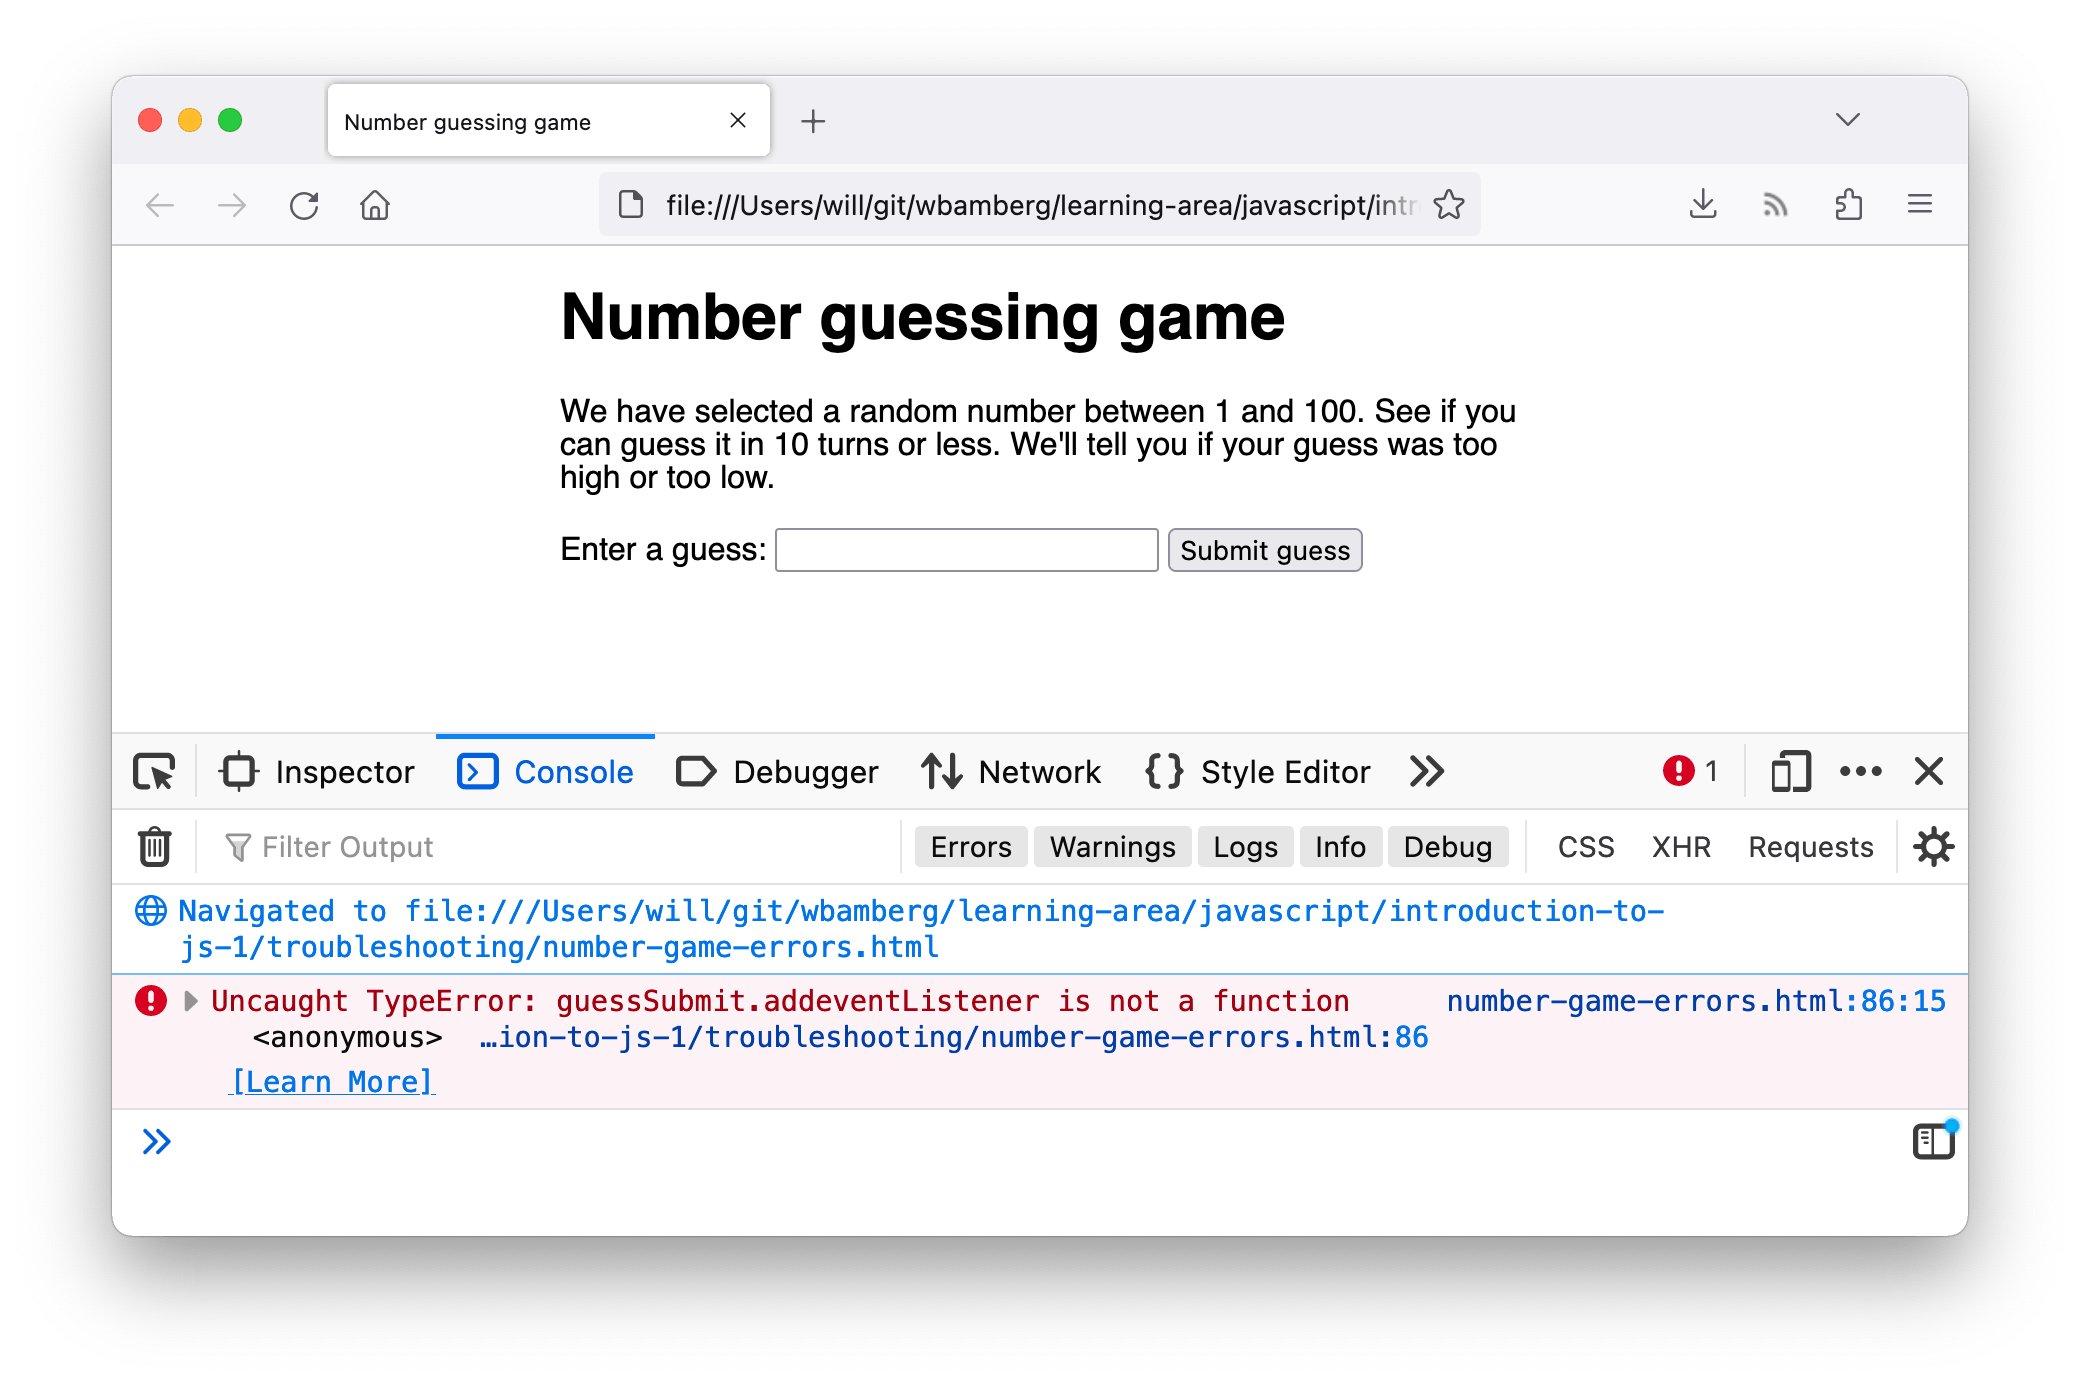 Number guessing game
file:///Users/will/git/wbamberg/learning-area/javascript/intr
Number guessing game
We have selected a random number between 1 and 100. See if you
can guess it in 10 turns or less. We'll tell you if your guess was too
high or too low.
Enter a guess: Submit guess
Inspector Console Debugger Network Style Editor 1
Filter Output Errors Warnings Logs Info Debug CSS XHR Requests
Navigated to file:///Users/will/git/wbamberg/learning-area/javascript/introduction-to-
js-1/troubleshooting/number-game-errors.html
Uncaught TypeError: guessSubmit.addeventListener is not a function number-game-errors.html:86:15
<anonymous> …ion-to-js-1/troubleshooting/number-game-errors.html:86
[Learn More]